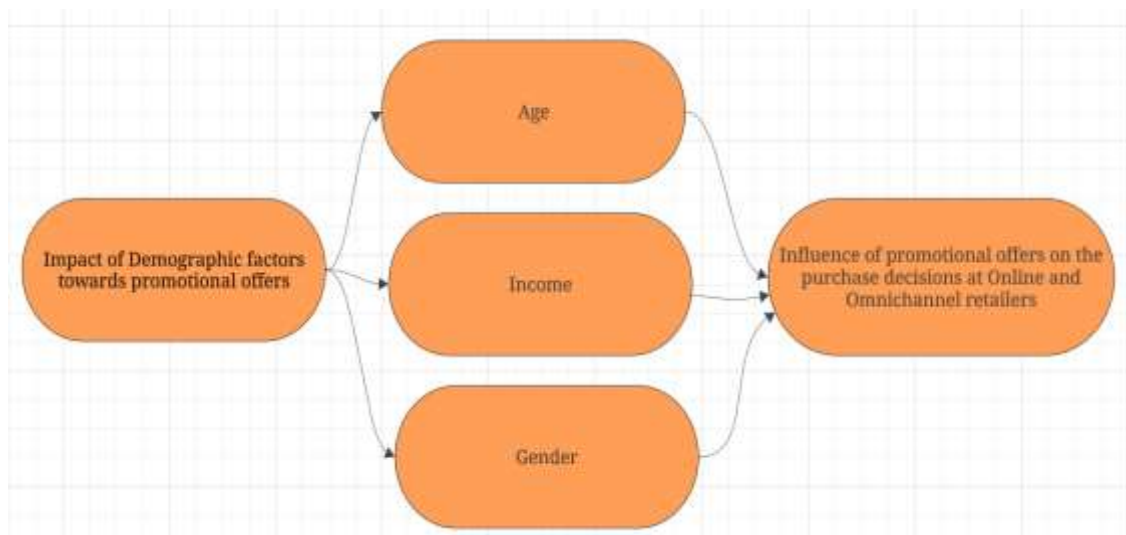 Age
Impact of Demographic factors
towards promotional offers
Income
Influence of promotional offers on the
purchase decisions at Online and
Omnichannel retailers
Gender